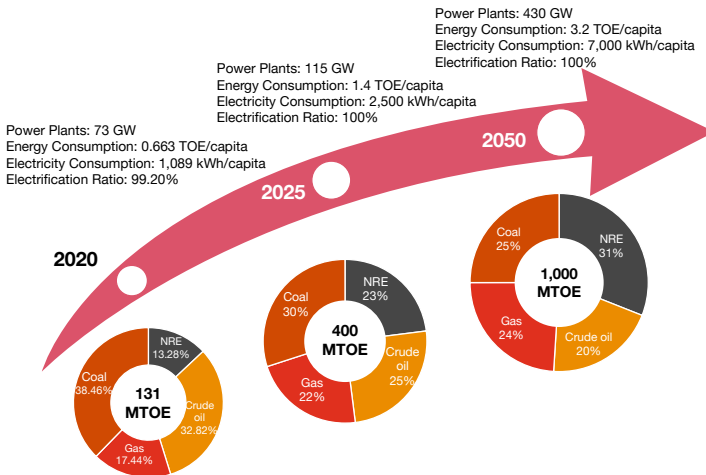 Power Plants: 430 GW
Energy Consumption: 3.2 TOE/capita
Electricity Consumption: 7,000 kWh/capita
Electrification Ratio: 100%
Power Plants: 115 GW
Energy Consumption: 1.4 TOE/capita
Electricity Consumption: 2,500 kWh/capita
Electrification Ratio: 100%
Power Plants: 73 GW
Energy Consumption: 0.663 TOE/capita
Electricity Consumption: 1,089 kWh/capita
Electrification Ratio: 99.20%
2050
2025
2020
Coal
25%
NRE
31%
1,000
MTOE
Gas
24%
Crude oil
20%
Coal
30%
NRE
23%
400
MTOE
Gas
22%
Crude
oil
25%
Coal
38.46%
NRE
13.28%
131
MTOE
Gas
17.44%
Crude
oil
32.82%